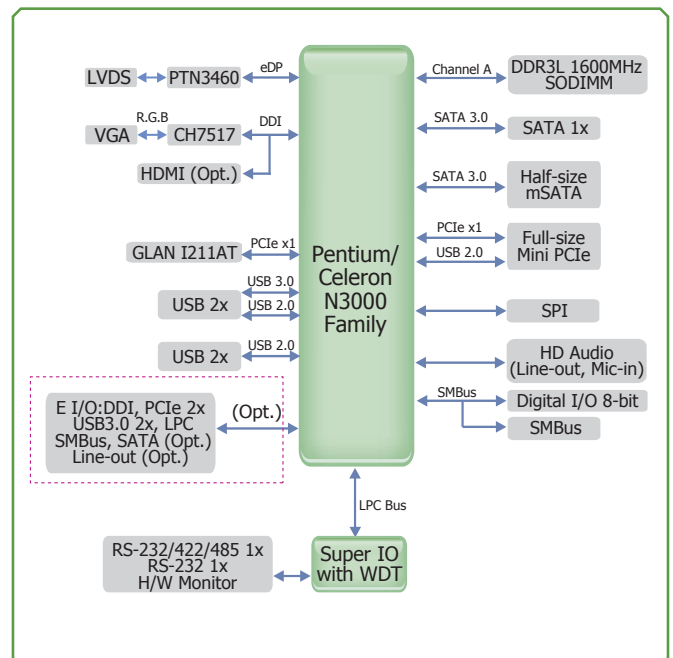 eDP
LVDS
PTN3460
R.G.B
DDI
VGA
CH7517
HDMI (Opt.)
GLAN I211AT
PCIe x1
USB 3.0
USB 2x
USB 2.0
USB 2x
USB 2.0
E I/O:DDI, PCIe 2x
USB3.0 2x, LPC
SMBus, SATA (Opt.)
Line-out (Opt.)
(Opt.)
Pentium/
Celeron
N3000
Family
Channel A
DDR3L 1600MHz
SODIMM
SATA 3.0
SATA 1x
SATA 3.0
Half-size
mSATA
PCIe x1
USB 2.0
Full-size
Mini PCIe
SPI
HD Audio
(Line-out, Mic-in)
SMBus
Digital I/O 8-bit
SMBus
LPC Bus
RS-232/422/485 1x
RS-232 1x
H/W Monitor
Super IO
with WDT